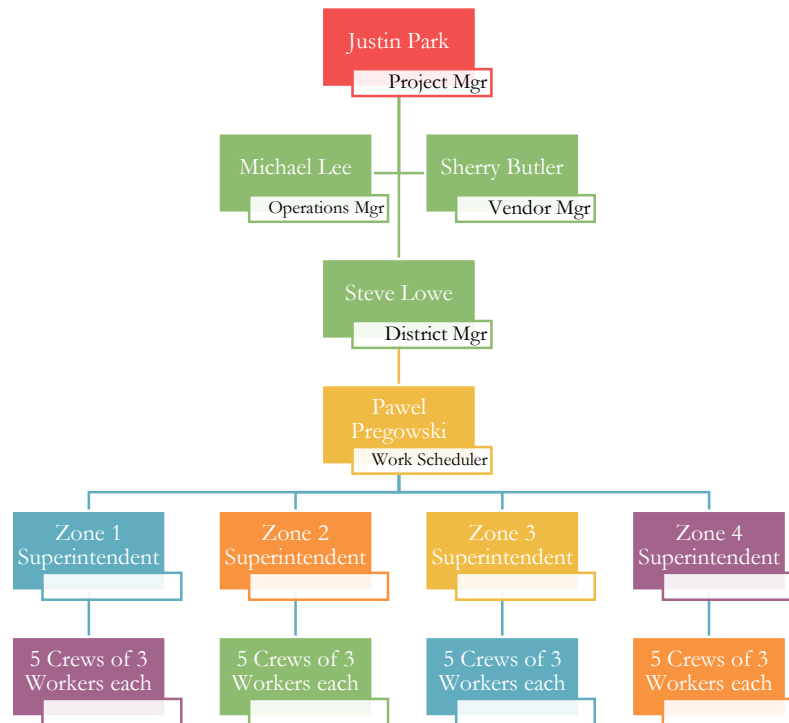 Justin Park
Project Mgr
Michael Lee
Operations Mgr
Sherry Butler
Vendor Mgr
Steve Lowe
District Mgr
Pawel
Pregowski
Work Scheduler
Zone 1
Superintendent
Zone 2
Superintendent
Zone 3
Superintendent
Zone 4
Superintendent
5 Crews of 3
Workers each
5 Crews of 3
Workers each
5 Crews of 3
Workers each
5 Crews of 3
Workers each